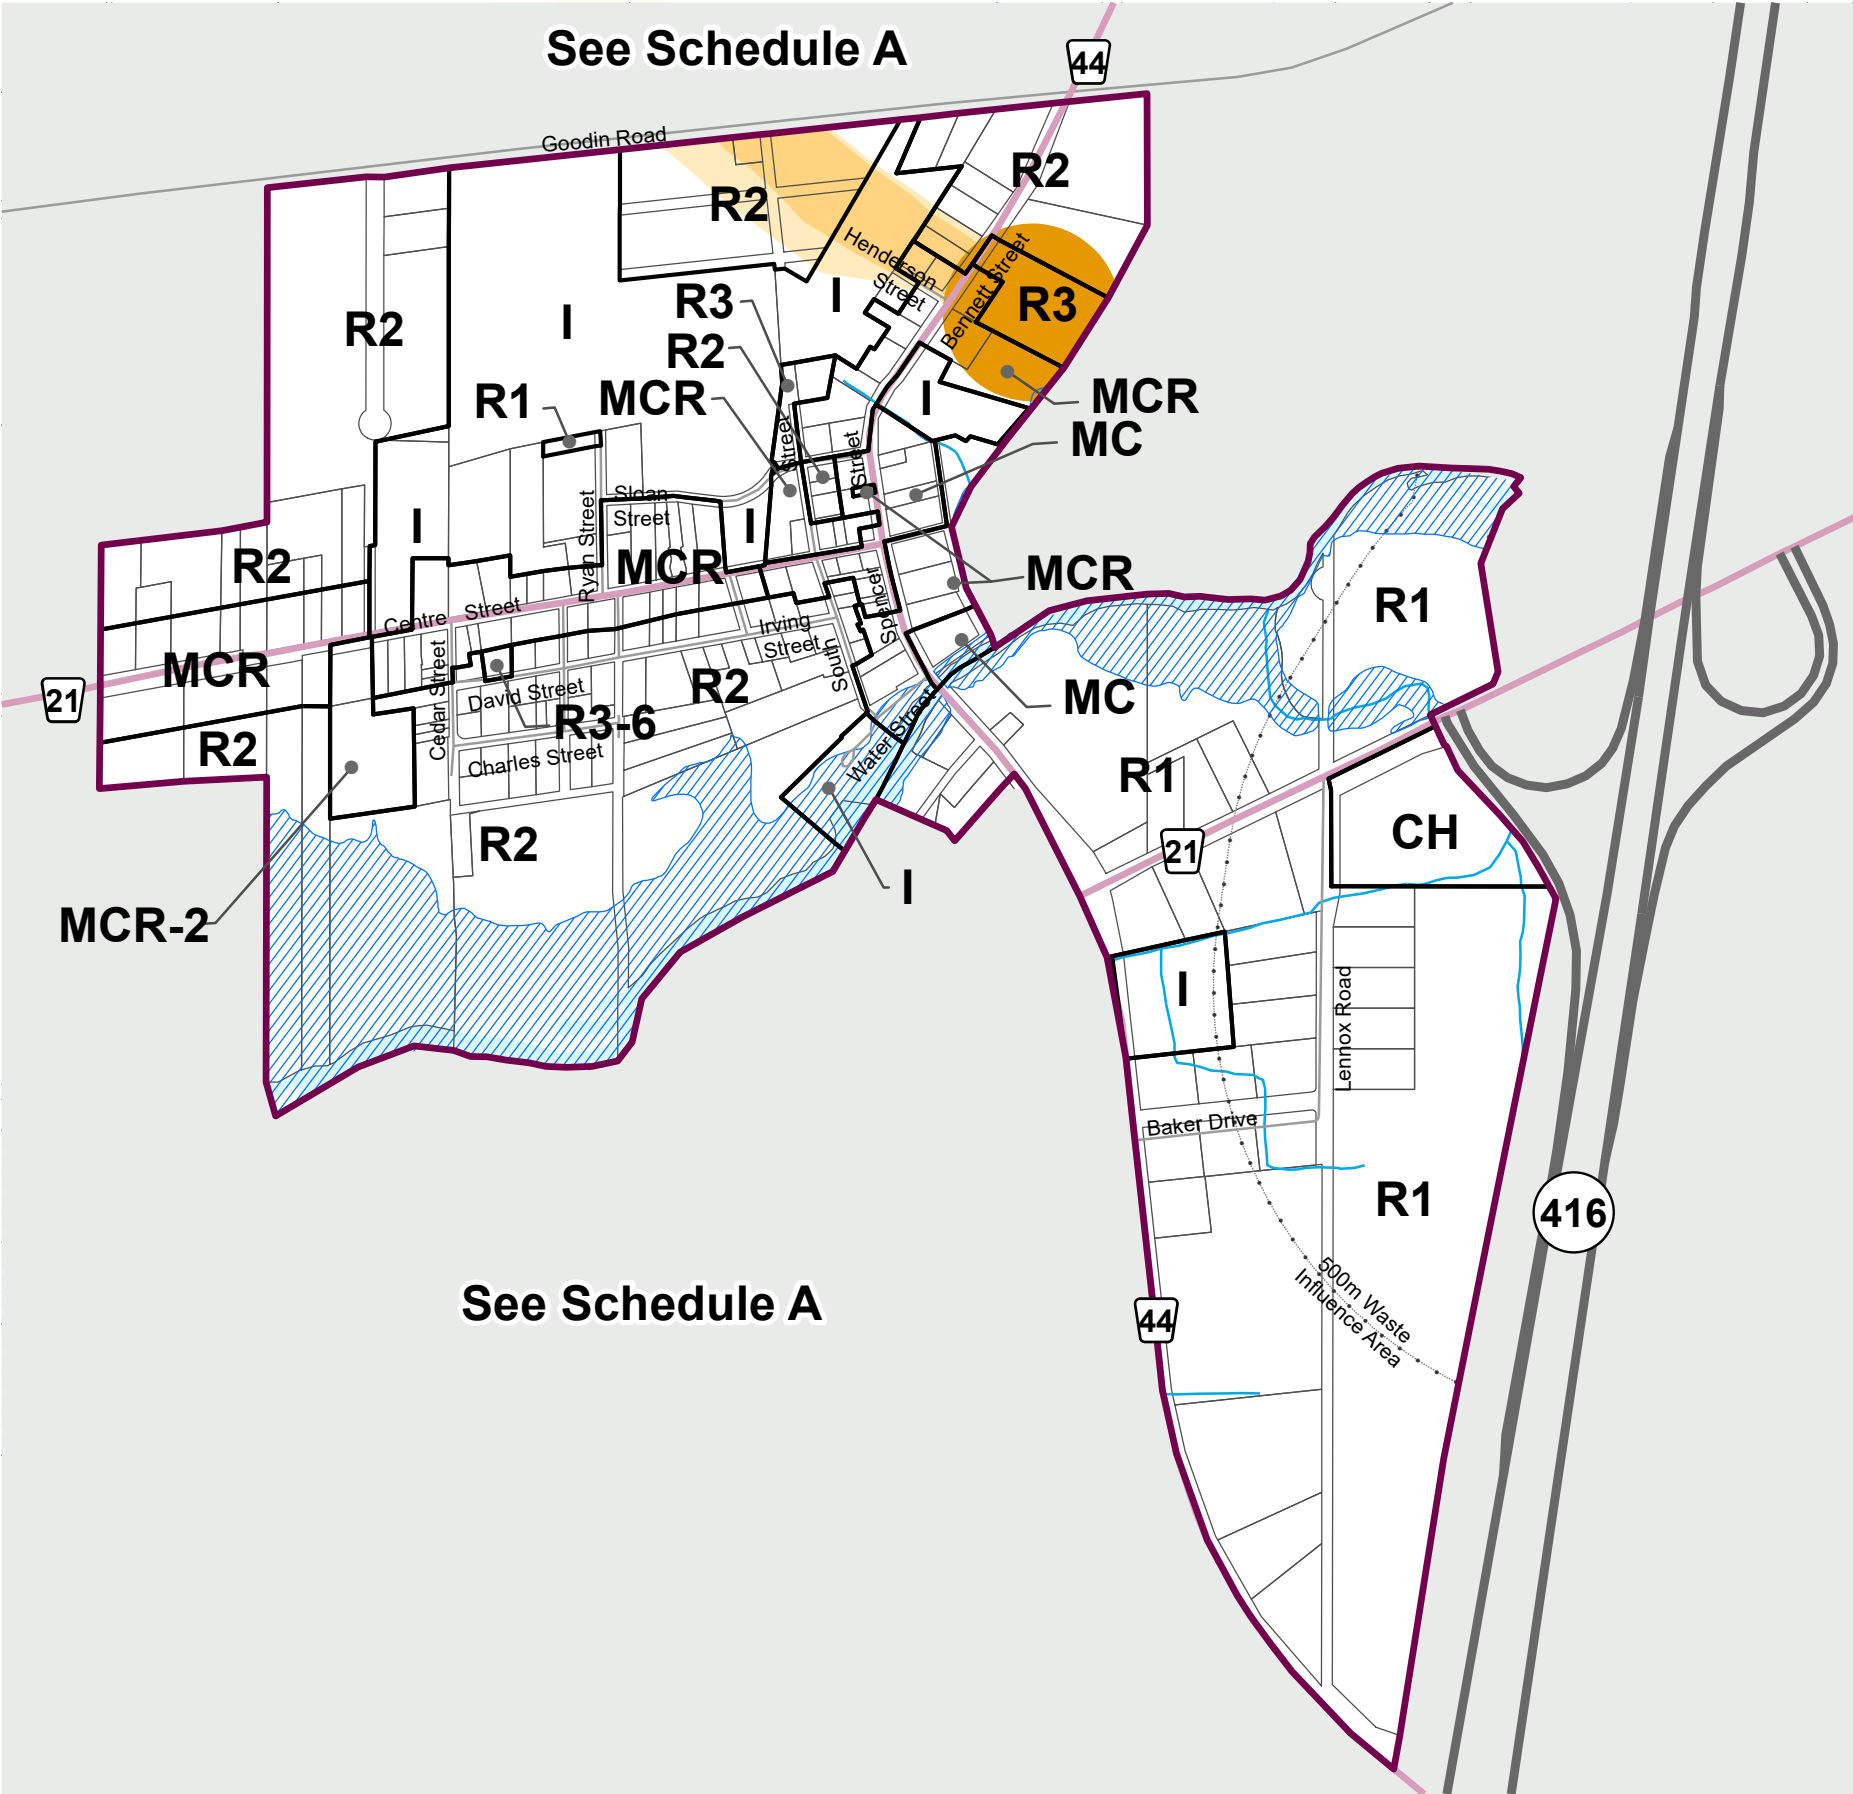 See Schedule A
44
Goodin Road
R2
R2
Henderson
Street
Bennett Street
R3
I
R3
I
R2
R2
MCR
R1
I
MCR
MC
Street
Street
Sloan
Street
Ryan Street
I
I
R2
MCR
MCR
R1
Centre Street
Spencer
Irving
Street
South
MCR
21
Cedar Street
David Street
R2
MC
R3-6
R2
Charles Street
Water Street
R1
CH
R2
21
I
MCR-2
I
Lennox Road
Baker Drive
R1
416
500m Waste
Influence Area
See Schedule A
44